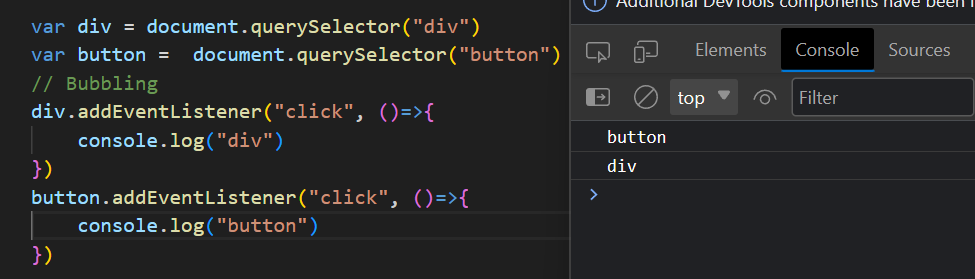 var div = document.querySelector("div")
var button =  document.querySelector("button")
// Bubbling
div.addEventListener("click", ()=>{
    console.log("div")
})
button.addEventListener("click", ()=>{
    console.log("button")
})
Additional DevTools components have been
Elements Console Sources
top Filter
button
div